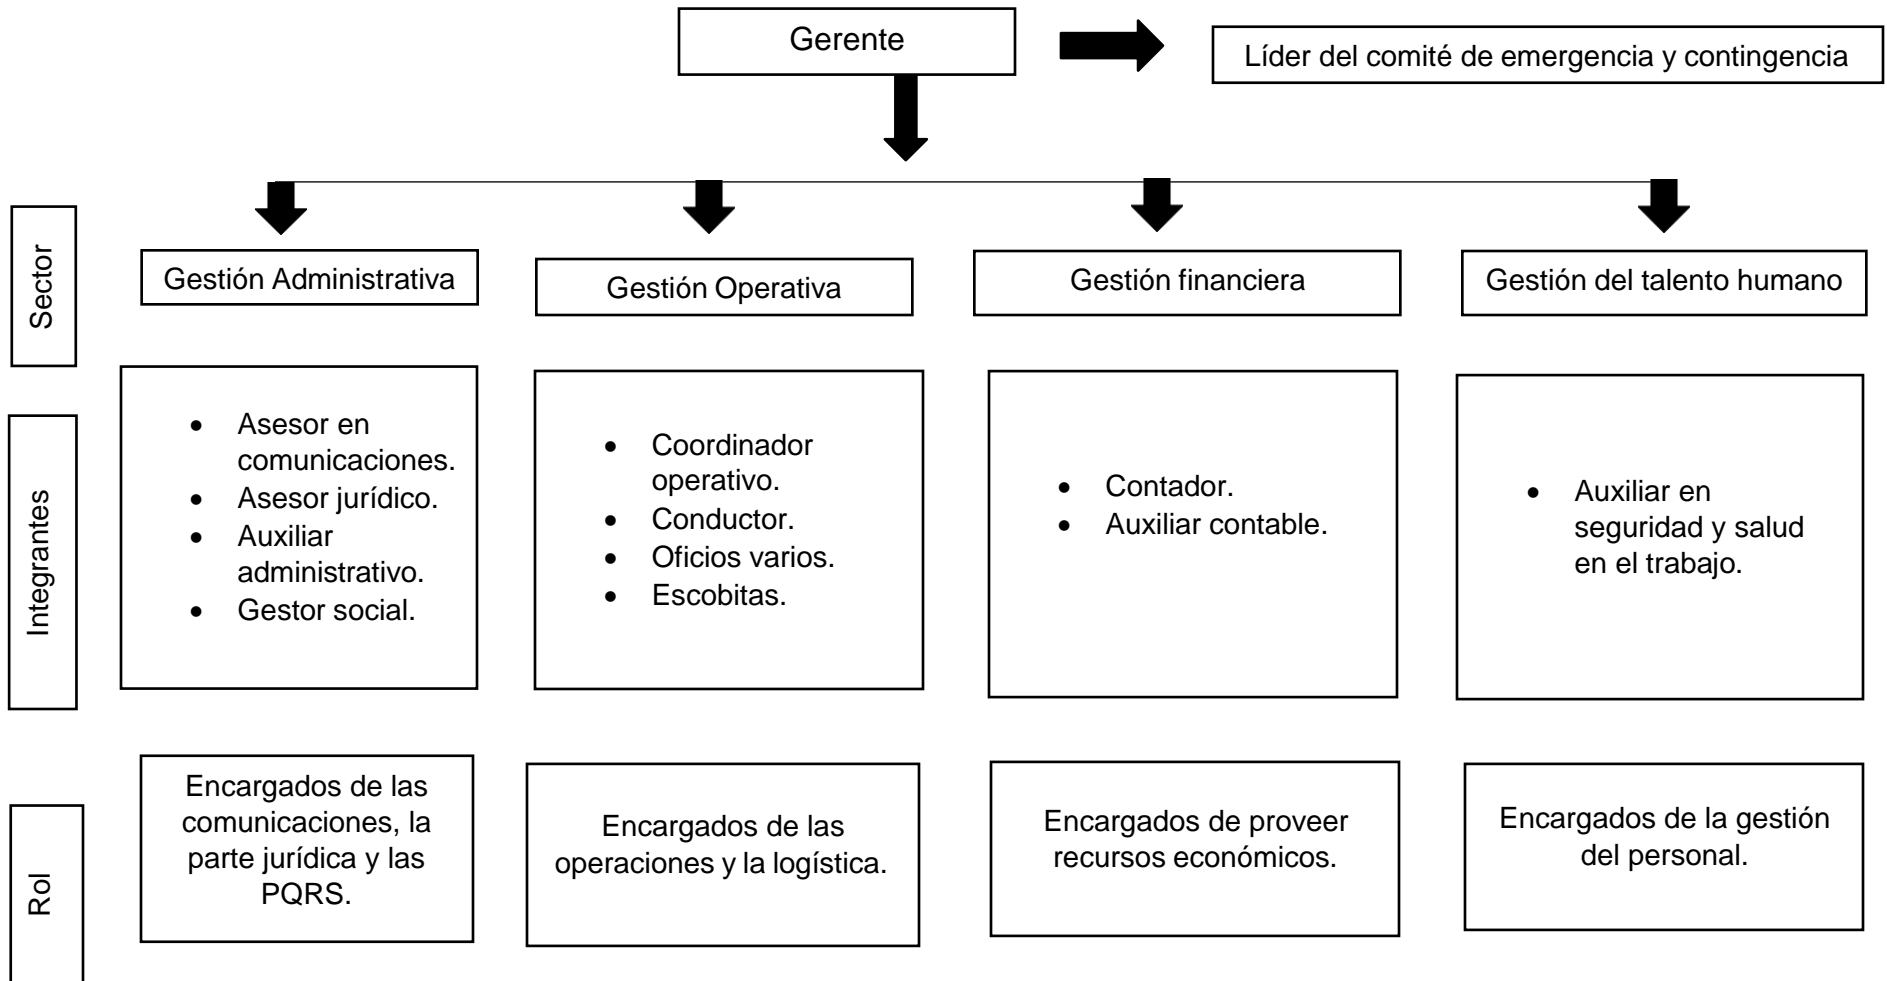 Gerente
Líder del comité de emergencia y contingencia
Sector
Gestión Administrativa
Gestión Operativa
Gestión financiera
Gestión del talento humano
Integrantes
• Asesor en
comunicaciones.
• Asesor jurídico.
• Auxiliar
administrativo.
• Gestor social.
• Coordinador
operativo.
• Conductor.
• Oficios varios.
• Escobitas.
• Contador.
• Auxiliar contable.
• Auxiliar en
seguridad y salud
en el trabajo.
Rol
Encargados de las
comunicaciones, la
parte jurídica y las
PQRS.
Encargados de las
operaciones y la logística.
Encargados de proveer
recursos económicos.
Encargados de la gestión
del personal.